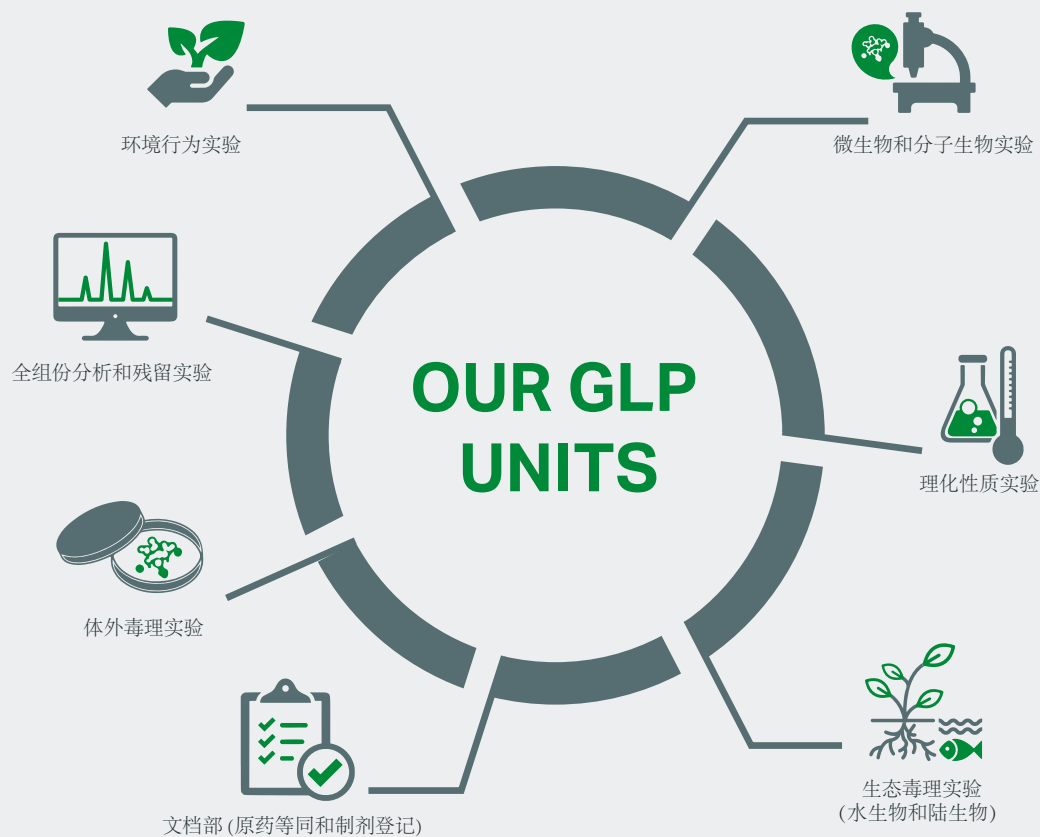 环境行为实验
微生物和分子生物实验
全组份分析和残留实验
OUR GLP
UNITS
理化性质实验
体外毒理实验
生态毒理实验
(水生物和陆生物)
文档部 (原药等同和制剂登记)